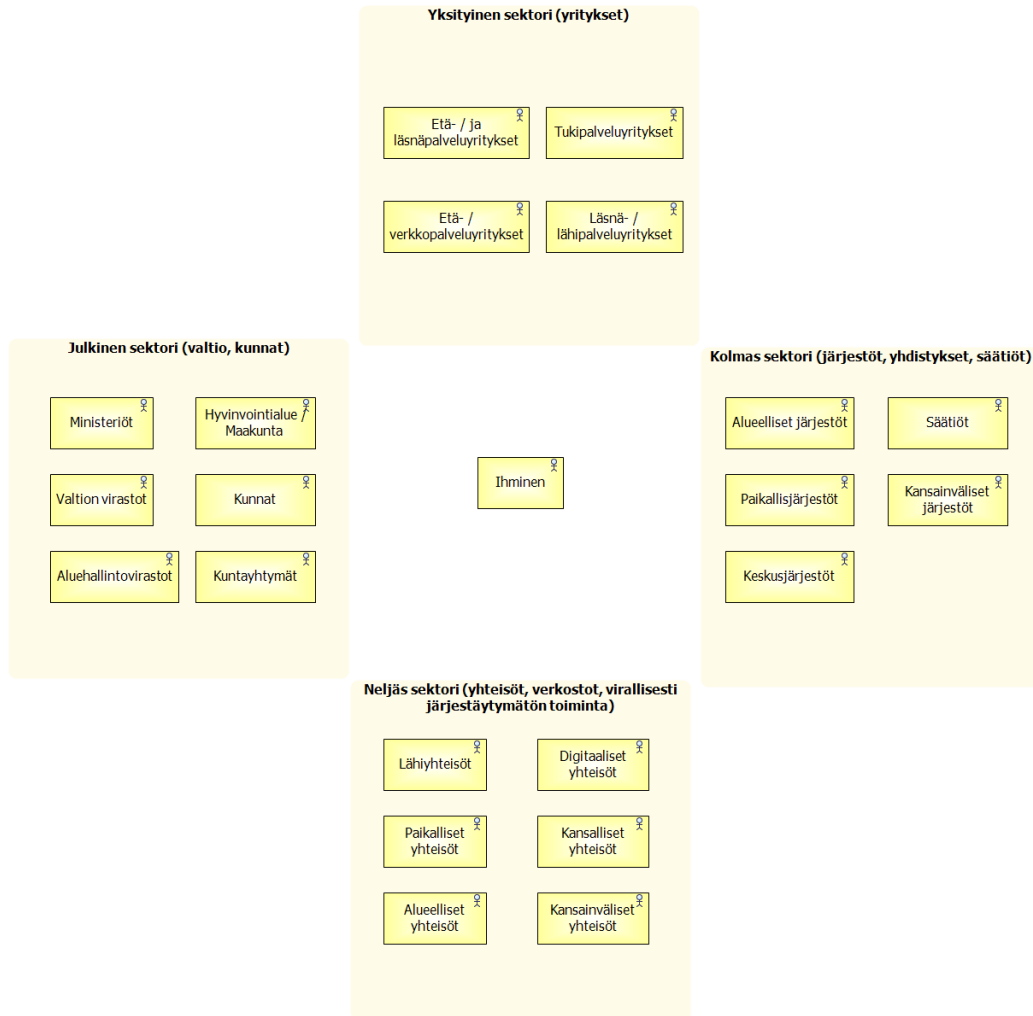 Yksityinen sektori (yritykset)
Etä- / ja
läsnäpalveluyritykset
Tukipalveluyritykset
Etä- /
verkkopalveluyritykset
Läsnä- /
lähipalveluyritykset
Julkinen sektori (valtio, kunnat)
Ministeriöt
Hyvinvointialue /
Maakunta
Valtion virastot
Kunnat
Aluehallintovirastot
Kuntayhtymät
Ihminen
Kolmas sektori (järjestöt, yhdistykset, säätiöt)
Alueelliset järjestöt
Säätiöt
Paikallisjärjestöt
Kansainväliset
järjestöt
Keskusjärjestöt
Neljäs sektori (yhteisöt, verkostot, virallisesti
järjestäytymätön toiminta)
Lähiyhteisöt
Digitaaliset
yhteisöt
Paikalliset
yhteisöt
Kansalliset
yhteisöt
Alueelliset
yhteisöt
Kansainväliset
yhteisöt